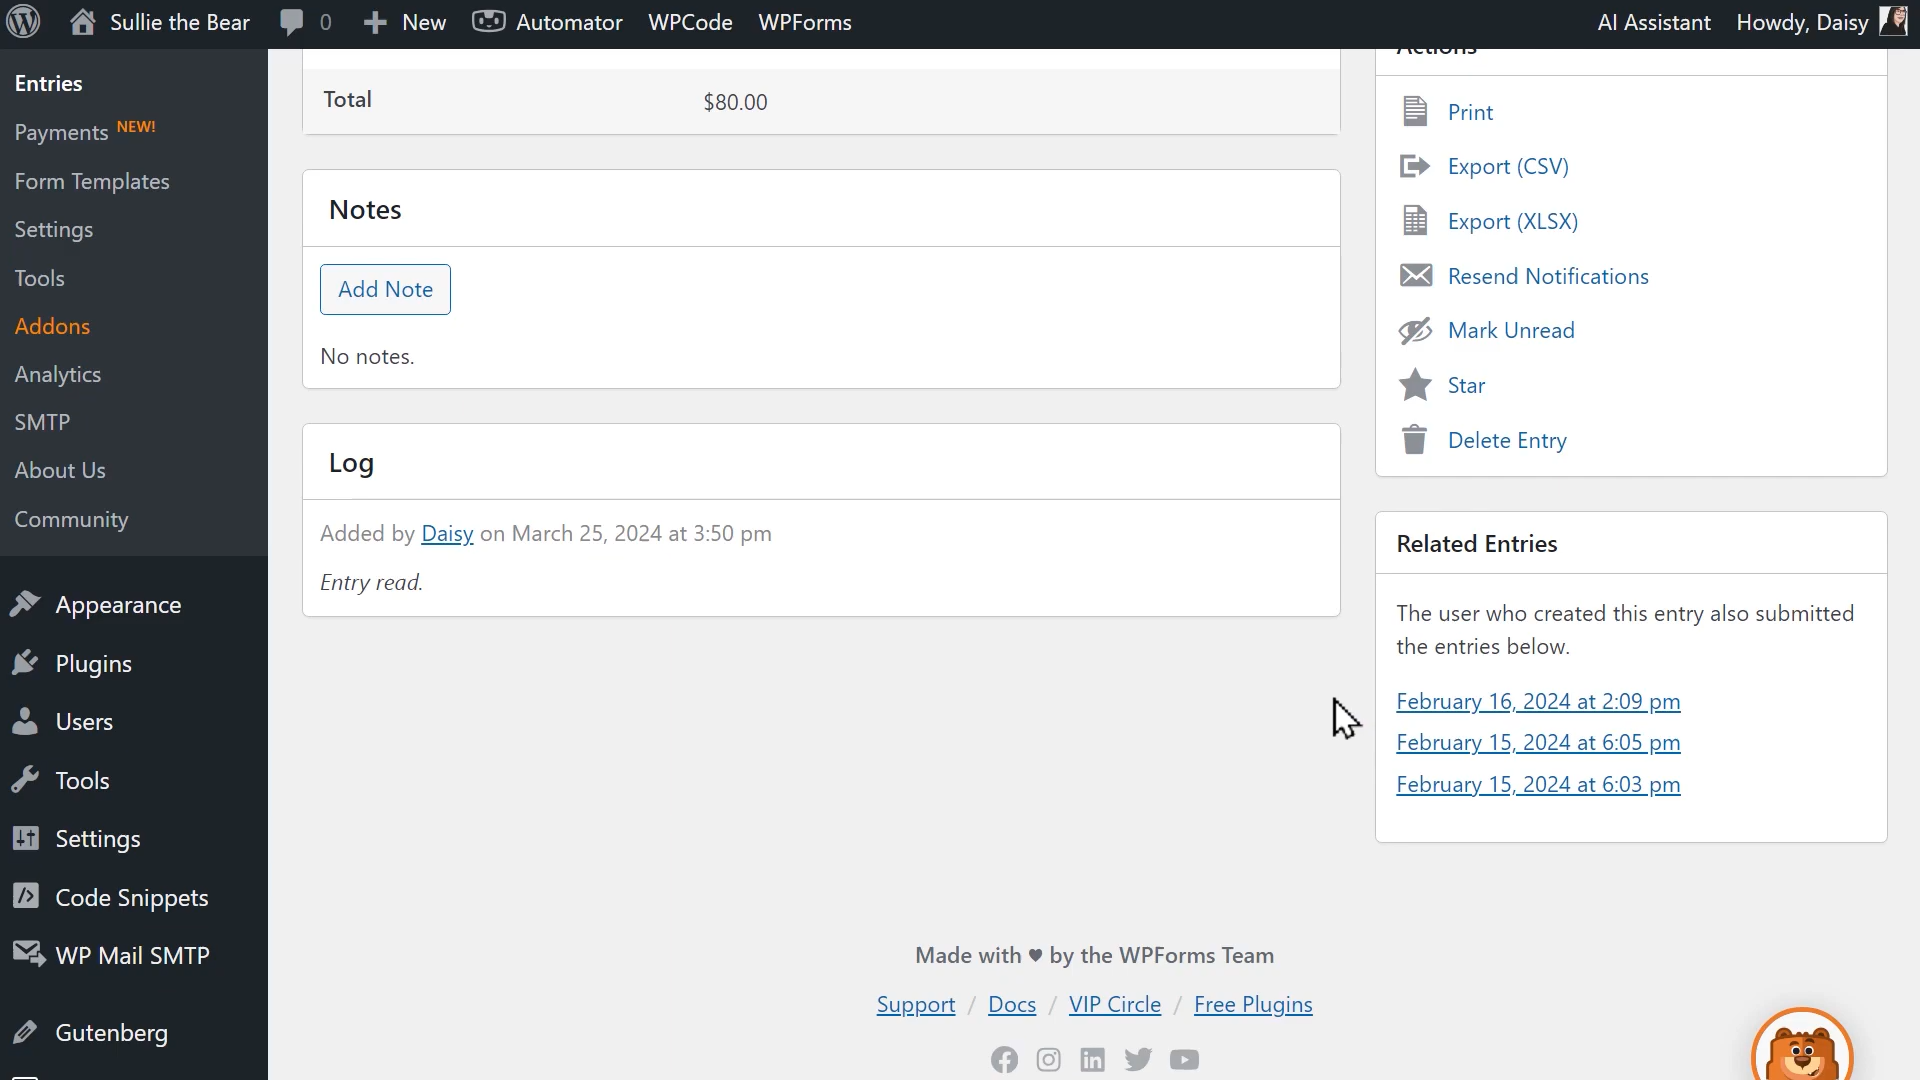 Sullie the Bear
0
New
Automator
WPCode
WPForms
AI Assistant
Howdy, Daisy
Entries
Payments NEW!
Form Templates
Settings
Tools
Addons
Analytics
SMTP
About Us
Community
Appearance
Plugins
Users
Tools
Settings
Code Snippets
WP Mail SMTP
Gutenberg
Total
$80.00
Notes
Add Note
No notes.
Log
Added by Daisy on March 25, 2024 at 3:50 pm
Entry read.
Actions
Print
Export (CSV)
Export (XLSX)
Resend Notifications
Mark Unread
Star
Delete Entry
Related Entries
The user who created this entry also submitted
the entries below.
February 16, 2024 at 2:09 pm
February 15, 2024 at 6:05 pm
February 15, 2024 at 6:03 pm
Made with ♥ by the WPForms Team
Support / Docs / VIP Circle / Free Plugins